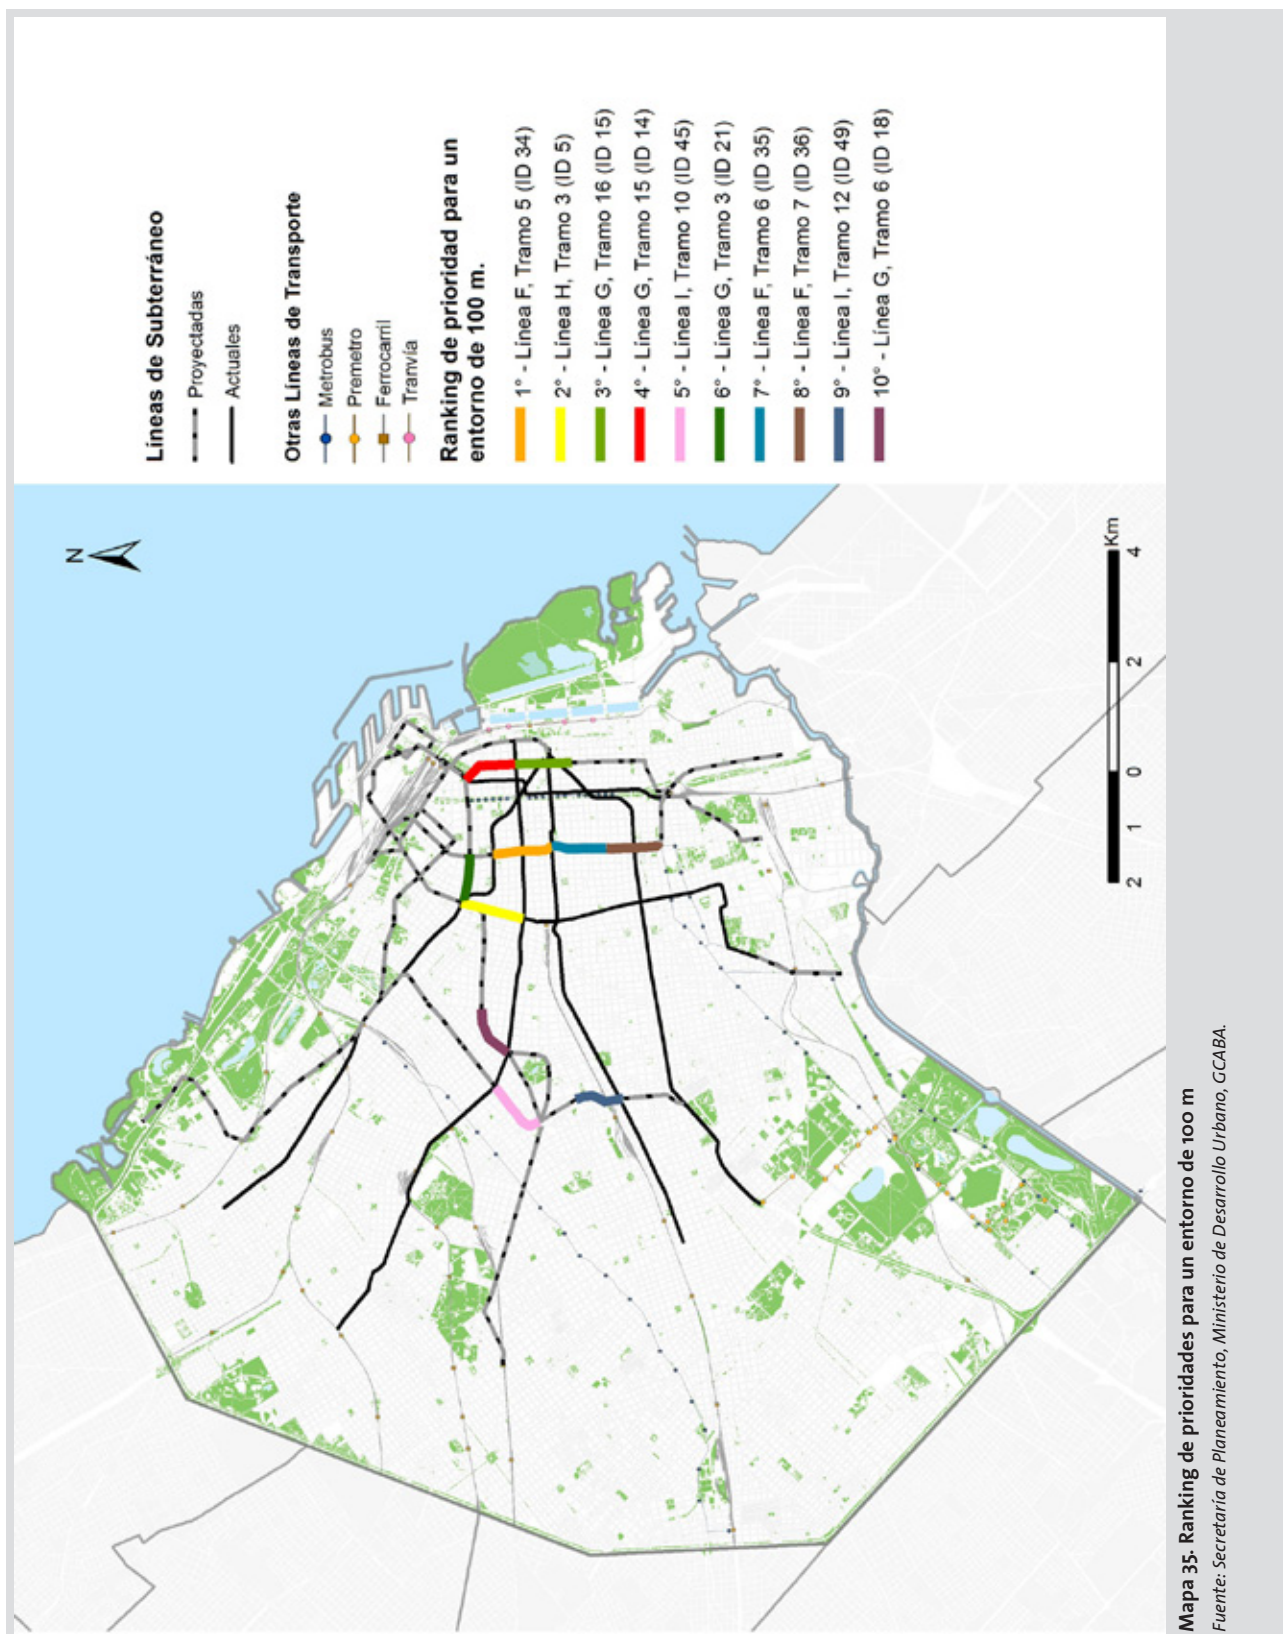 N
Líneas de Subterráneo
Proyectadas
Actuales
Otras Líneas de Transporte
Metrobus
Premetro
Ferrocarril
Tranvía
Ranking de prioridad para un
entorno de 100 m.
1° - Línea F, Tramo 5 (ID 34)
2° - Línea H, Tramo 3 (ID 5)
3° - Línea G, Tramo 16 (ID 15)
4° - Línea G, Tramo 15 (ID 14)
5° - Línea I, Tramo 10 (ID 45)
6° - Línea G, Tramo 3 (ID 21)
7° - Línea F, Tramo 6 (ID 35)
8° - Línea F, Tramo 7 (ID 36)
9° - Línea I, Tramo 12 (ID 49)
10° - Línea G, Tramo 6 (ID 18)
Km
2 1 0 2 4
Mapa 35. Ranking de prioridades para un entorno de 100 m
Fuente: Secretaría de Planeamiento, Ministerio de Desarrollo Urbano, GCABA.